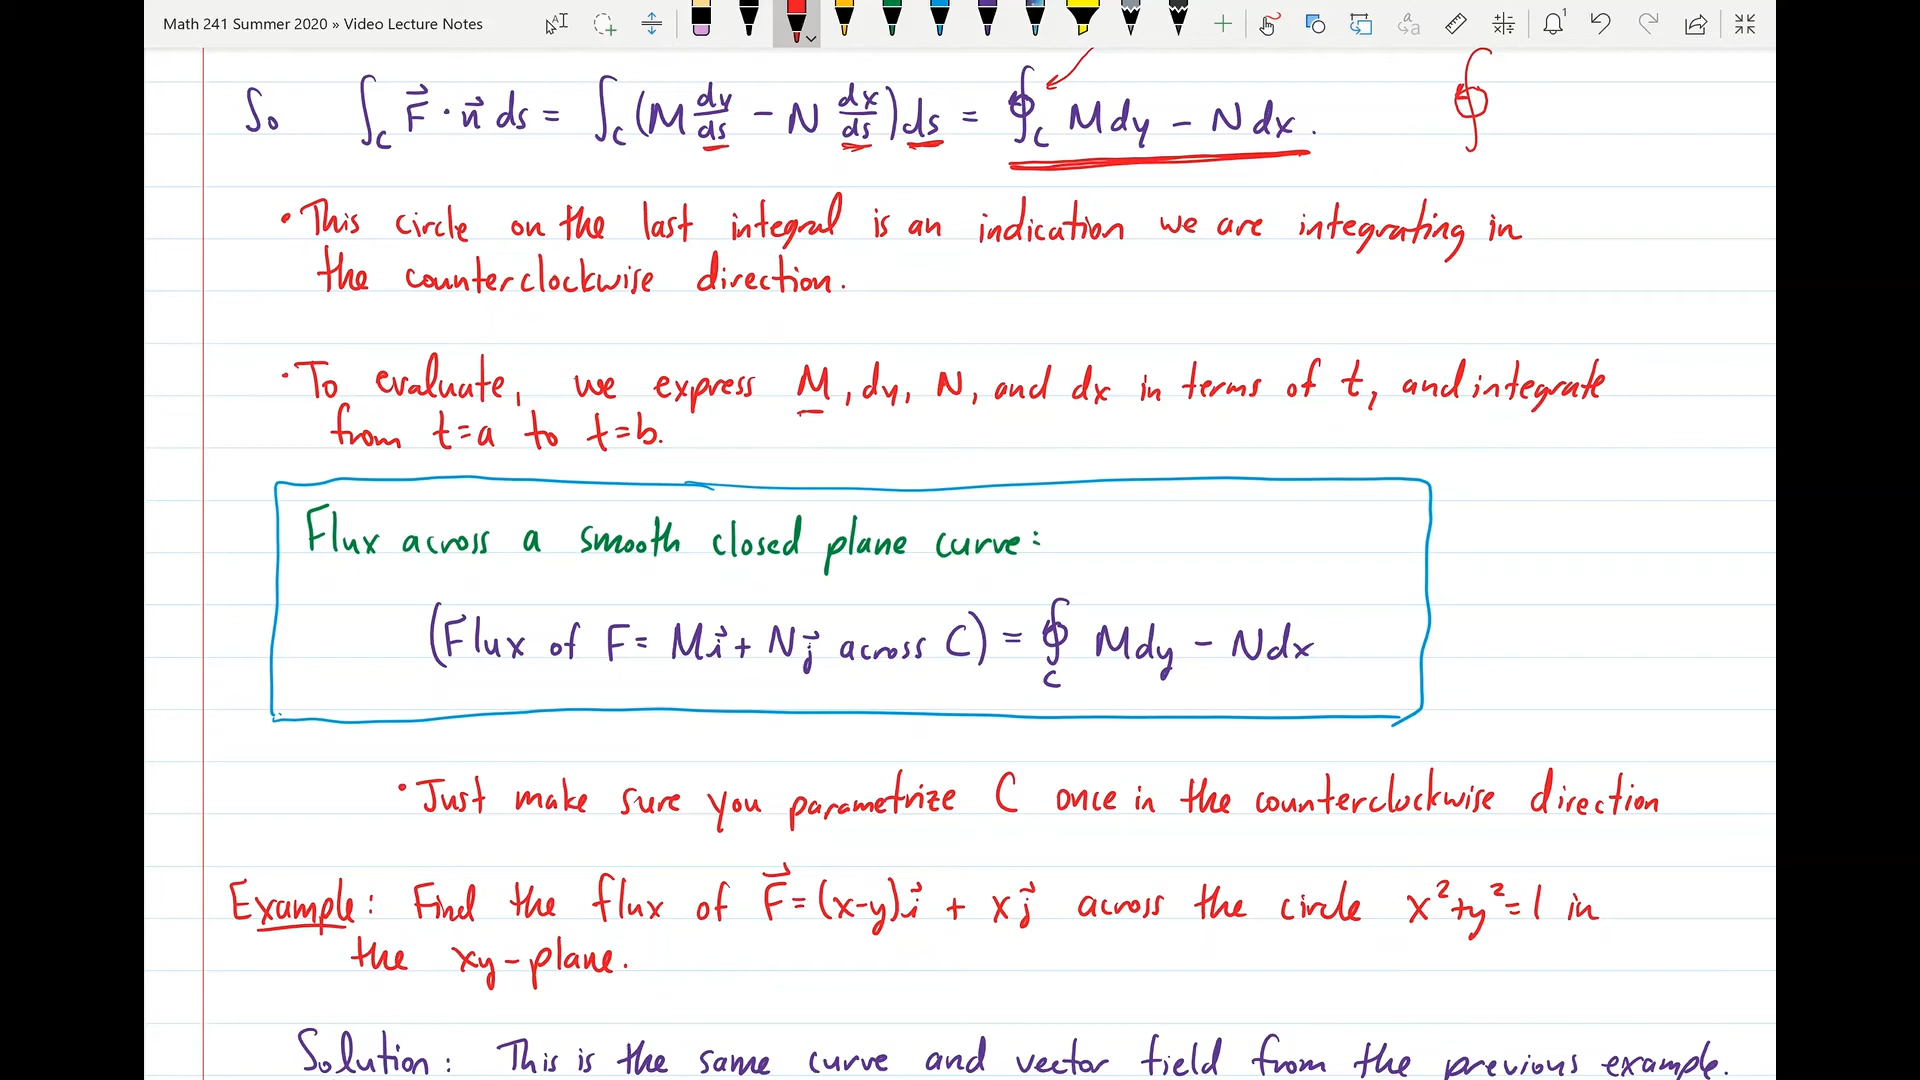 Math 241 Summer 2020 » Video Lecture Notes
So ∫_C F⃗ · n⃗ ds = ∫_C (M dy/ds − N dx/ds) ds = ∮_C M dy − N dx.
∮
• This circle on the last integral is an indication we are integrating in
the counterclockwise direction.
• To evaluate, we express M, dy, N, and dx in terms of t, and integrate
from t=a to t=b.
Flux across a smooth closed plane curve:
(Flux of F = M i⃗ + N j⃗ across C) = ∮_C M dy − N dx
• Just make sure you parametrize C once in the counterclockwise direction
Example: Find the flux of F⃗ = (x−y) i⃗ + x j⃗ across the circle x²+y²=1 in
the xy-plane.
Solution: This is the same curve and vector field from the previous example.